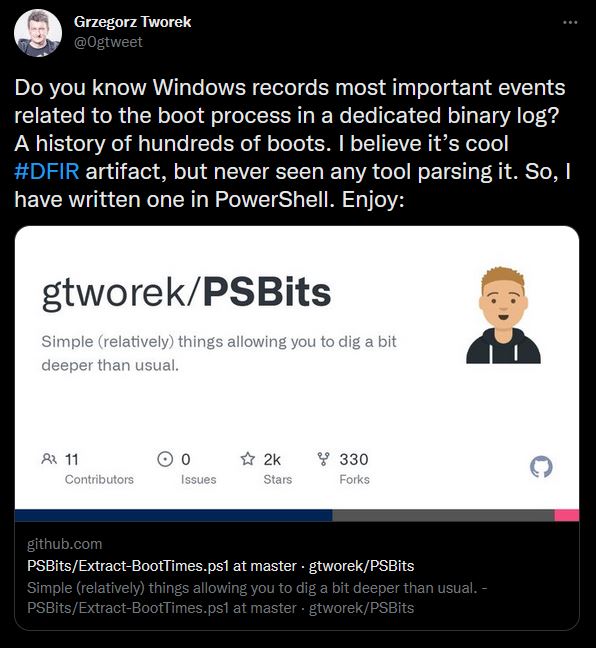 Grzegorz Tworek
@0gtweet
Do you know Windows records most important events
related to the boot process in a dedicated binary log?
A history of hundreds of boots. I believe it’s cool
#DFIR artifact, but never seen any tool parsing it. So, I
have written one in PowerShell. Enjoy:
gtworek/PSBits
Simple (relatively) things allowing you to dig a bit
deeper than usual.
11
Contributors
0
Issues
2k
Stars
330
Forks
github.com
PSBits/Extract-BootTimes.ps1 at master · gtworek/PSBits
Simple (relatively) things allowing you to dig a bit deeper than usual. -
PSBits/Extract-BootTimes.ps1 at master · gtworek/PSBits